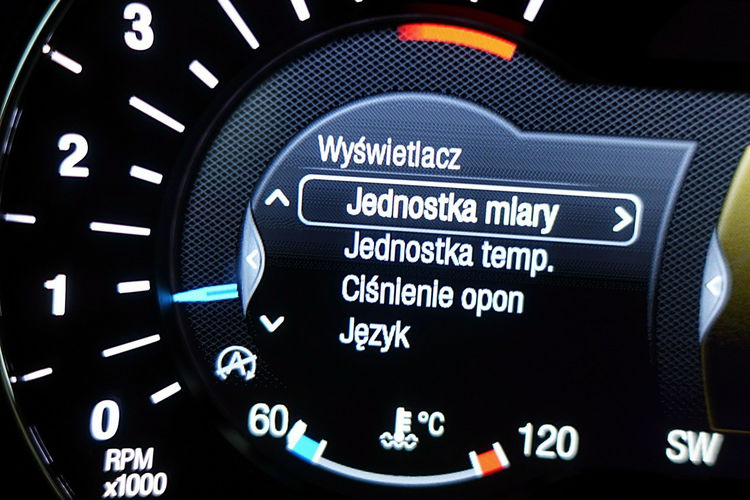 3
2
1
0
RPM
x1000
Wyświetlacz
Jednostka miary
Jednostka temp.
Ciśnienie opon
Język
A
60
°C
120
SW